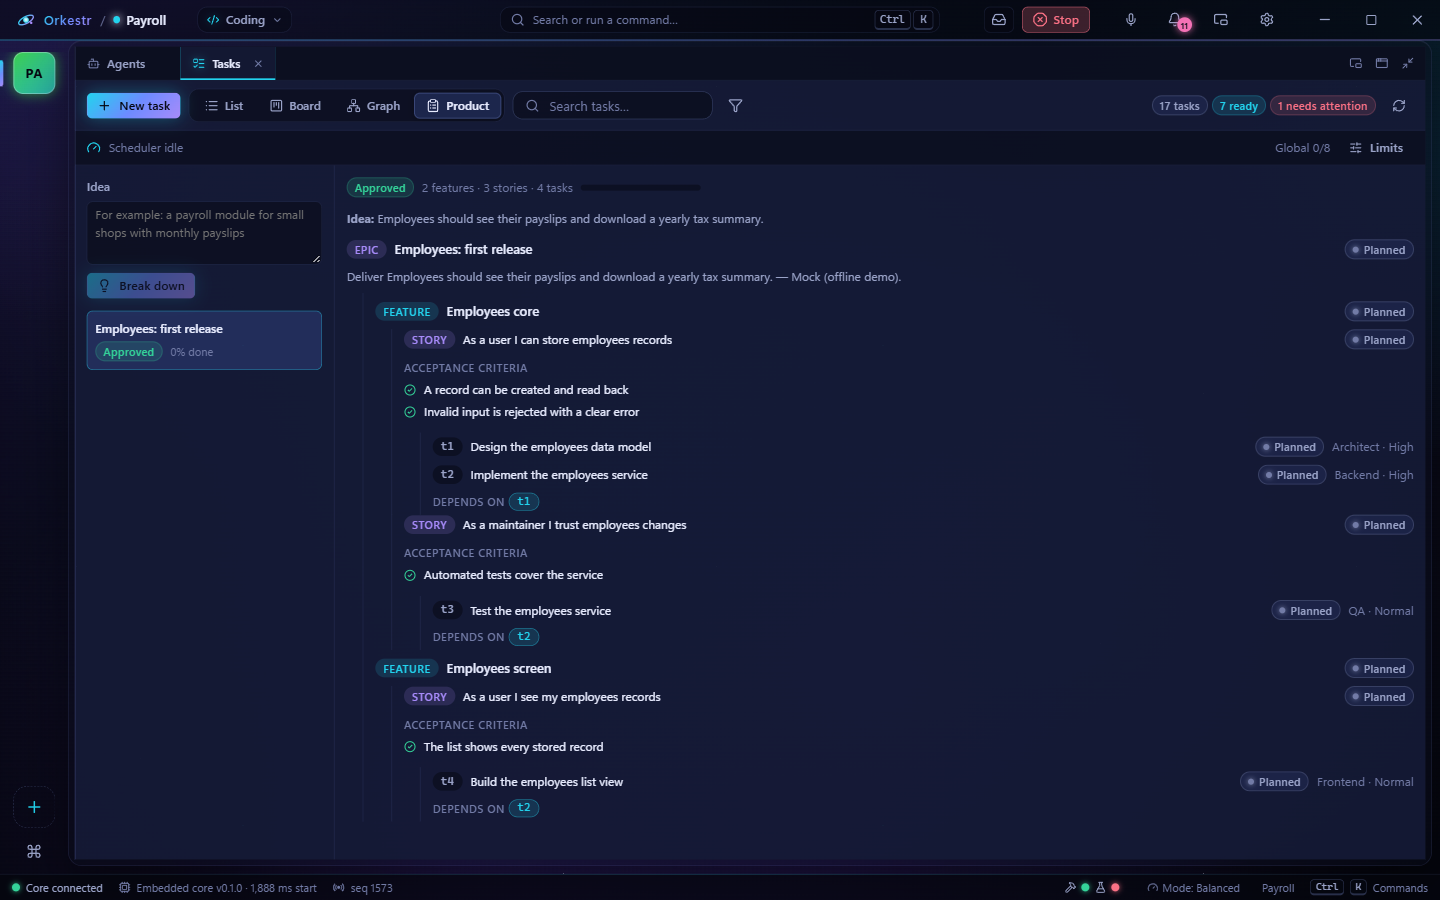 Orkestr / Payroll
Coding
Search or run a command...
Ctrl K
Stop
11
PA
Agents
Tasks
New task
List
Board
Graph
Product
Search tasks...
17 tasks
7 ready
1 needs attention
Scheduler idle
Global 0/8
Limits
Idea
For example: a payroll module for small
shops with monthly payslips
Break down
Employees: first release
Approved 0% done
Approved 2 features · 3 stories · 4 tasks
Idea: Employees should see their payslips and download a yearly tax summary.
EPIC Employees: first release Planned
Deliver Employees should see their payslips and download a yearly tax summary. — Mock (offline demo).
FEATURE Employees core Planned
STORY As a user I can store employees records Planned
ACCEPTANCE CRITERIA
A record can be created and read back
Invalid input is rejected with a clear error
t1 Design the employees data model Planned Architect · High
t2 Implement the employees service Planned Backend · High
DEPENDS ON t1
STORY As a maintainer I trust employees changes Planned
ACCEPTANCE CRITERIA
Automated tests cover the service
t3 Test the employees service Planned QA · Normal
DEPENDS ON t2
FEATURE Employees screen Planned
STORY As a user I see my employees records Planned
ACCEPTANCE CRITERIA
The list shows every stored record
t4 Build the employees list view Planned Frontend · Normal
DEPENDS ON t2
Core connected
Embedded core v0.1.0 · 1,888 ms start
seq 1573
Mode: Balanced
Payroll
Ctrl K Commands